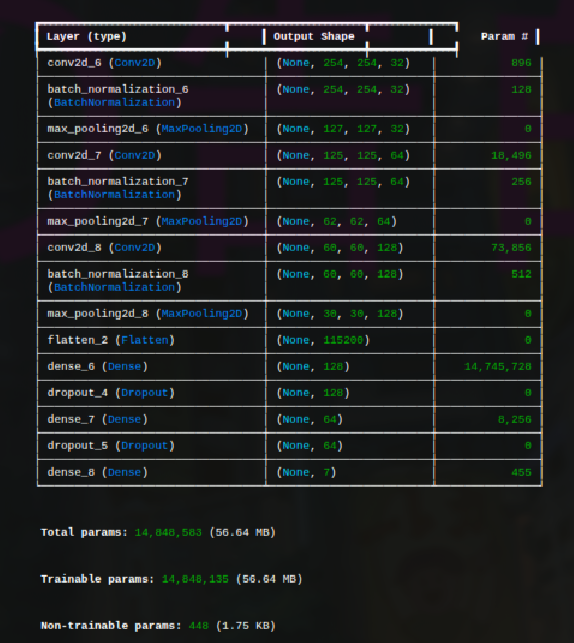 Layer (type) Output Shape Param #
conv2d_6 (Conv2D) (None, 254, 254, 32) 896
batch_normalization_6 (None, 254, 254, 32) 128
(BatchNormalization)
max_pooling2d_6 (MaxPooling2D) (None, 127, 127, 32) 0
conv2d_7 (Conv2D) (None, 125, 125, 64) 18,496
batch_normalization_7 (None, 125, 125, 64) 256
(BatchNormalization)
max_pooling2d_7 (MaxPooling2D) (None, 62, 62, 64) 0
conv2d_8 (Conv2D) (None, 60, 60, 128) 73,856
batch_normalization_8 (None, 60, 60, 128) 512
(BatchNormalization)
max_pooling2d_8 (MaxPooling2D) (None, 30, 30, 128) 0
flatten_2 (Flatten) (None, 115200) 0
dense_6 (Dense) (None, 128) 14,745,728
dropout_4 (Dropout) (None, 128) 0
dense_7 (Dense) (None, 64) 8,256
dropout_5 (Dropout) (None, 64) 0
dense_8 (Dense) (None, 7) 455
Total params: 14,848,583 (56.64 MB)
Trainable params: 14,848,135 (56.64 MB)
Non-trainable params: 448 (1.75 KB)